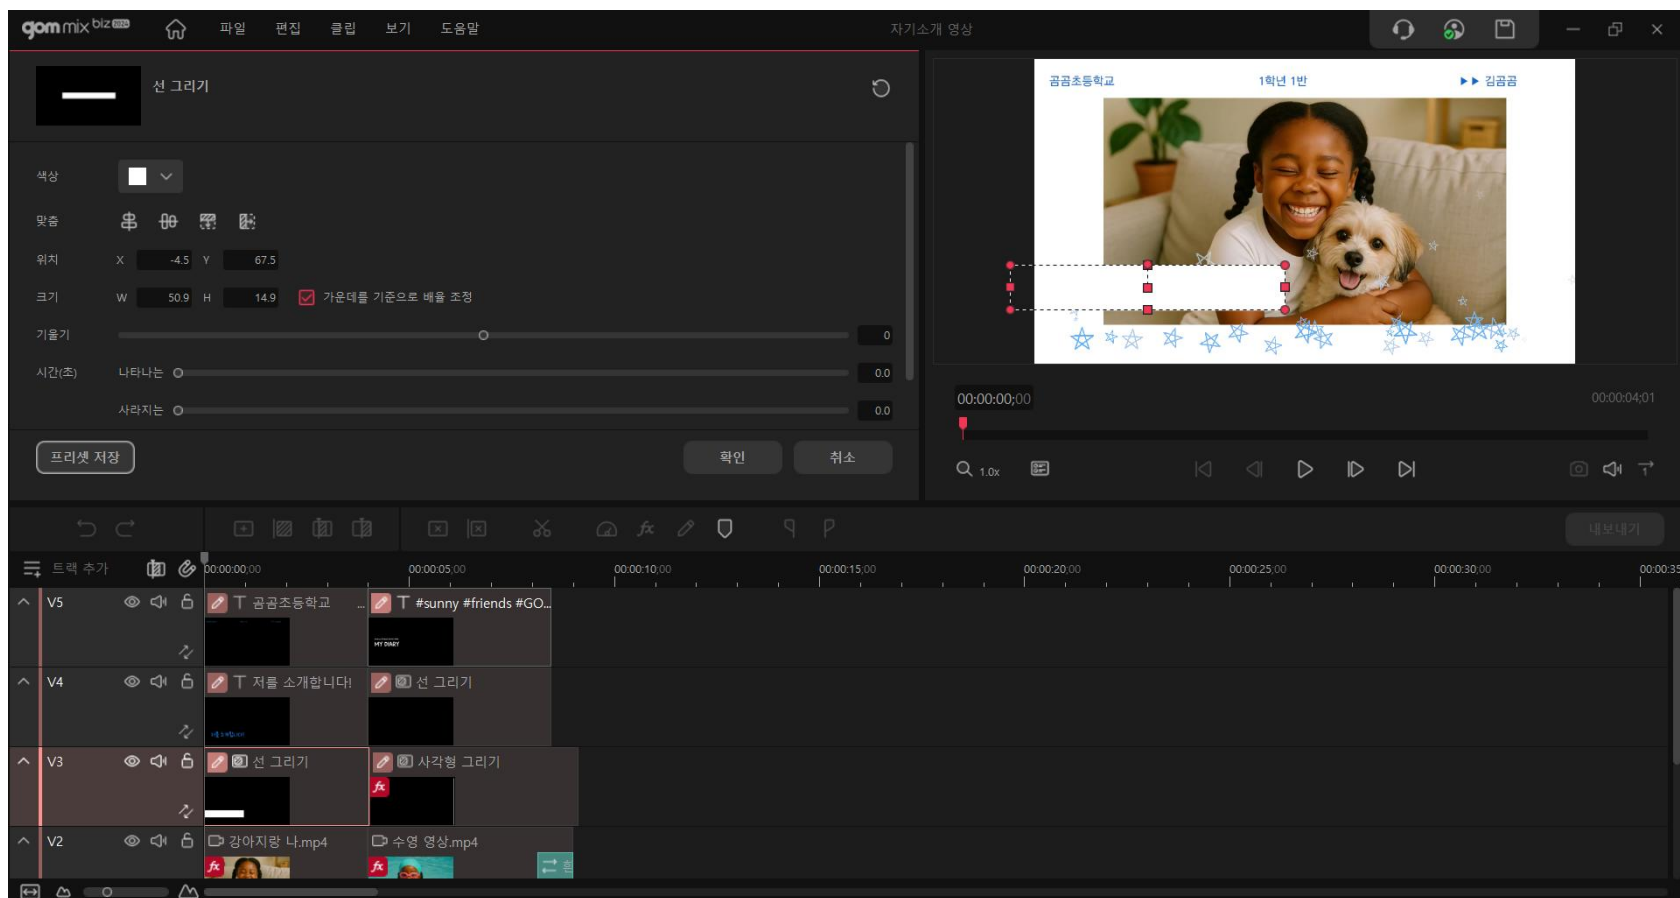 gom mix biz 2024 파일 편집 클립 보기 도움말 자기소개 영상
선 그리기
색상
맞춤
위치 X -4.5 Y 67.5
크기 W 50.9 H 14.9 가운데를 기준으로 배율 조정
기울기 0
시간(초) 나타나는 0.0
사라지는 0.0
프리셋 저장 확인 취소
곰곰초등학교 1학년 1반 ▶▶ 김곰곰
00:00:00;00 00:00:04;01
1.0x
내보내기
트랙 추가 00:00:00;00 00:00:05;00 00:00:10;00 00:00:15;00 00:00:20;00 00:00:25;00 00:00:30;00 00:00:35
V5 T 곰곰초등학교 ... T #sunny #friends #GO...
MY DIARY
V4 T 저를 소개합니다! 선 그리기
V3 선 그리기 사각형 그리기
fx
V2 강아지랑 나.mp4 수영 영상.mp4
fx fx